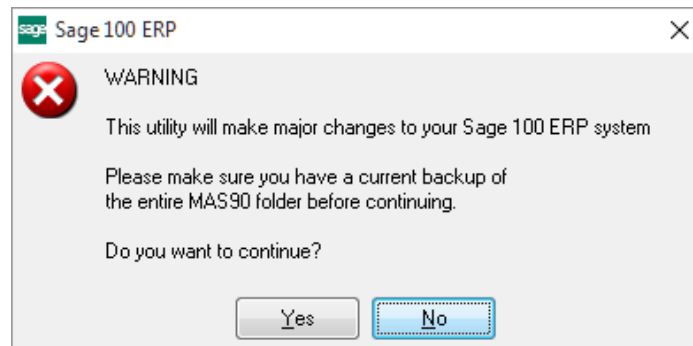 sage Sage 100 ERP
WARNING
This utility will make major changes to your Sage 100 ERP system
Please make sure you have a current backup of
the entire MAS90 folder before continuing.
Do you want to continue?
Yes No